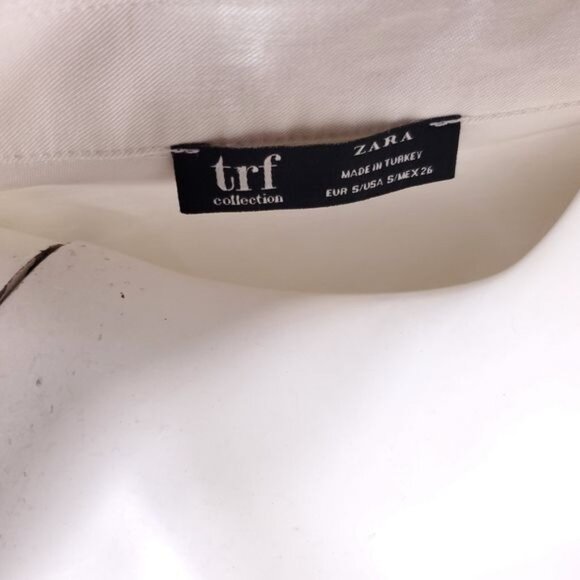 trf
collection
ZARA
MADE IN TURKEY
EUR S/USA S/MEX 26